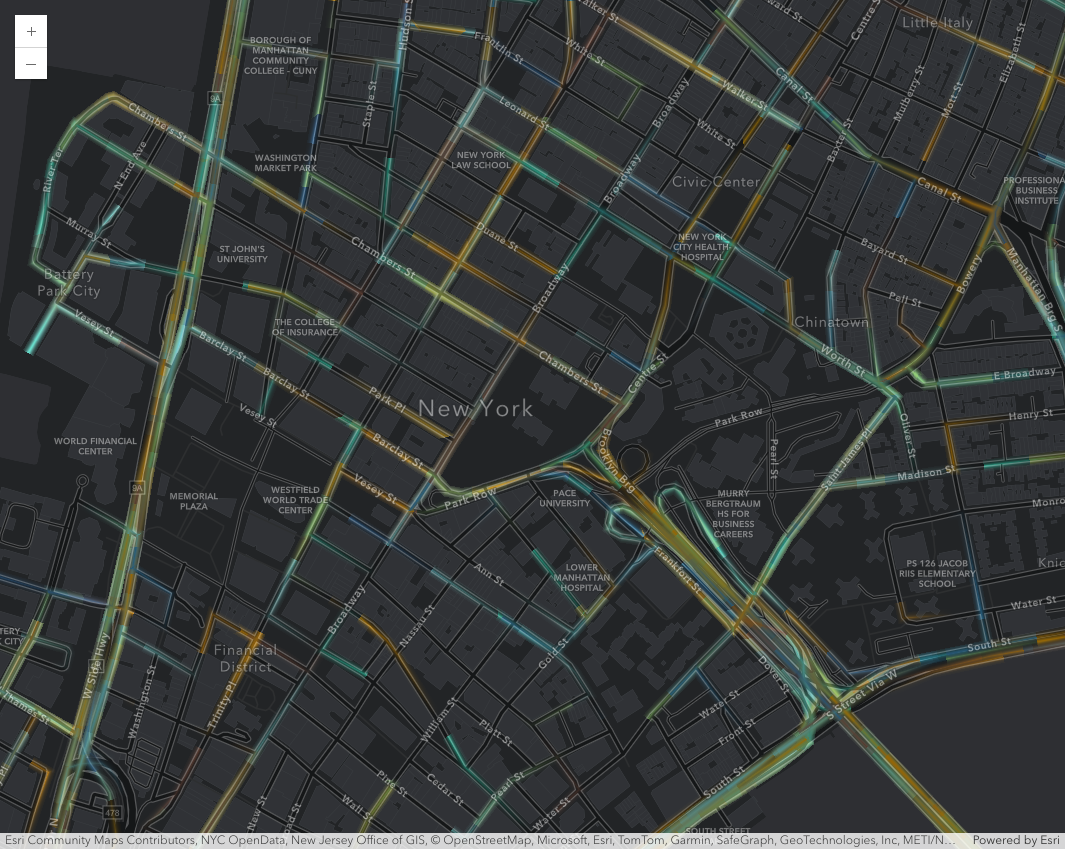 +
−
Little Italy
BOROUGH OF
MANHATTAN
COMMUNITY
COLLEGE - CUNY
Hudson S
Franklin St
White St
Centre St
Elizabeth St
Mulberry St
Mott St
Canal St
Walker St
Broadway
Staple St
9A
Chambers St
Leonard St
White St
Baxter St
WASHINGTON
MARKET PARK
NEW YORK
LAW SCHOOL
Civic Center
Canal St
PROFESSIONA
BUSINESS
INSTITUTE
River Ter
N End Ave
Broadway
Murray St
ST JOHN'S
UNIVERSITY
Chambers St
Duane St
NEW YORK
CITY HEALTH
HOSPITAL
Bayard St
Bowery
Manhattan Brg S
Battery
Park City
Broadway
Pell St
Vesey St
THE COLLEGE
OF INSURANCE
Chinatown
Barclay St
Barclay St
Chambers St
Centre St
Worth St
E Broadway
Park Pl
New York
Vesey St
Park Row
Henry St
Oliver St
WORLD FINANCIAL
CENTER
Barclay St
Brooklyn Brg
Pearl St
Saint James Pl
Madison St
9A
MEMORIAL
PLAZA
WESTFIELD
WORLD TRADE
CENTER
Vesey St
Park Row
PACE
UNIVERSITY
MURRY
BERGTRAUM
HS FOR
BUSINESS
CAREERS
Monro
Ann St
LOWER
MANHATTAN
HOSPITAL
Frankfort St
PS 126 JACOB
RIIS ELEMENTARY
SCHOOL
Knic
Broadway
Nassau St
Water St
TERY
CITY
W Side Hwy
Financial
District
Gold St
South St
Dover St
Washington St
Trinity Pl
Water St
S Street Via W
Thames St
William St
Platt St
Front St
Pine St
Cedar St
Pearl St
South St
478
New St
Wall St
Water St
SOUTH STREET
Esri Community Maps Contributors, NYC OpenData, New Jersey Office of GIS, © OpenStreetMap, Microsoft, Esri, TomTom, Garmin, SafeGraph, GeoTechnologies, Inc, METI/N... Powered by Esri